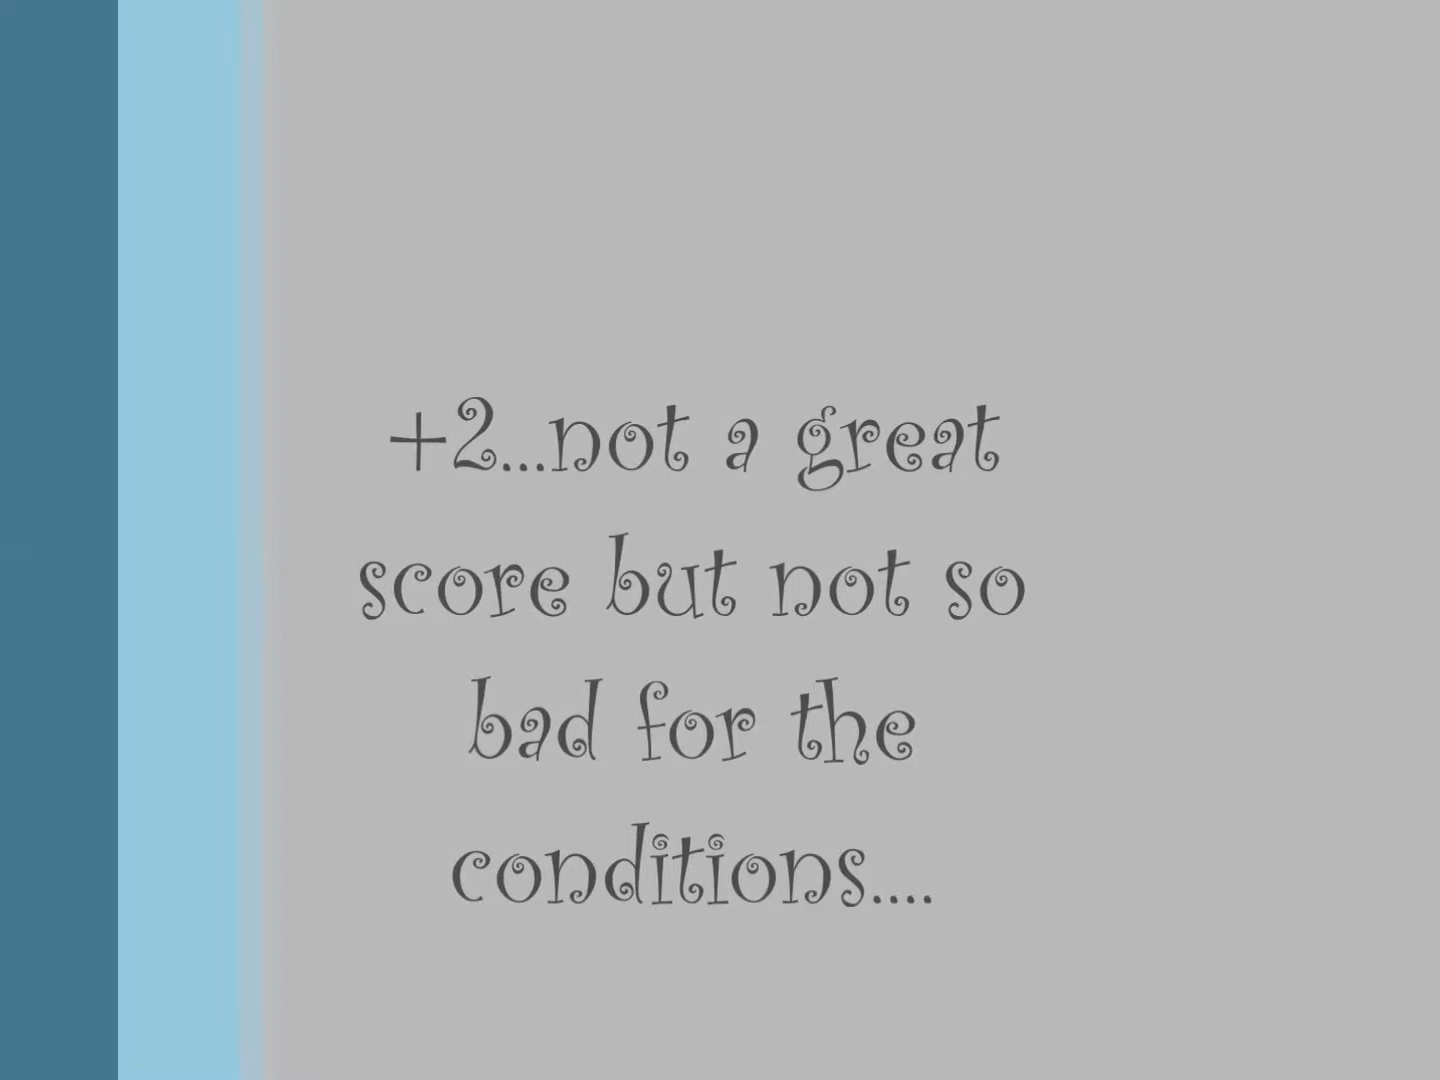 +2...not a great
score but not so
bad for the
conditions....